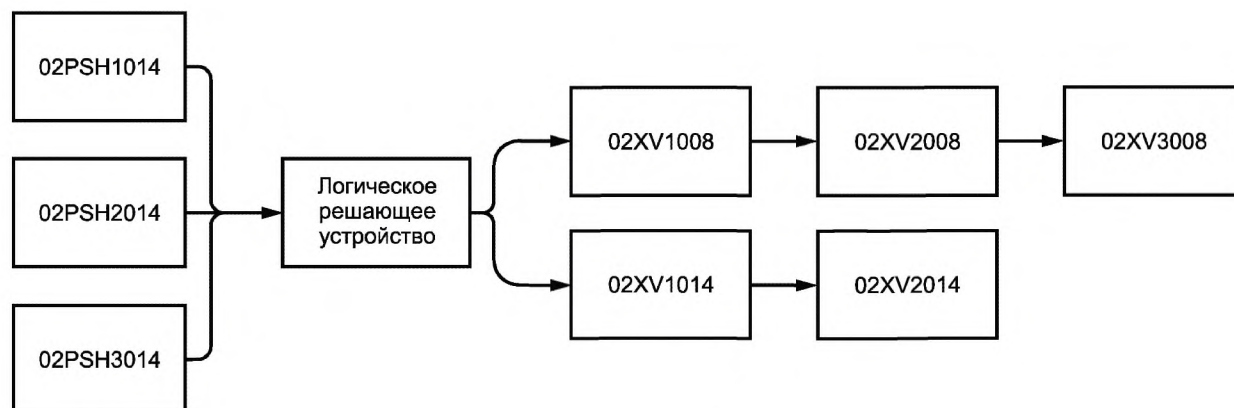 02PSH1014
02PSH2014
02PSH3014
Логическое
решающее
устройство
02XV1008
02XV2008
02XV3008
02XV1014
02XV2014